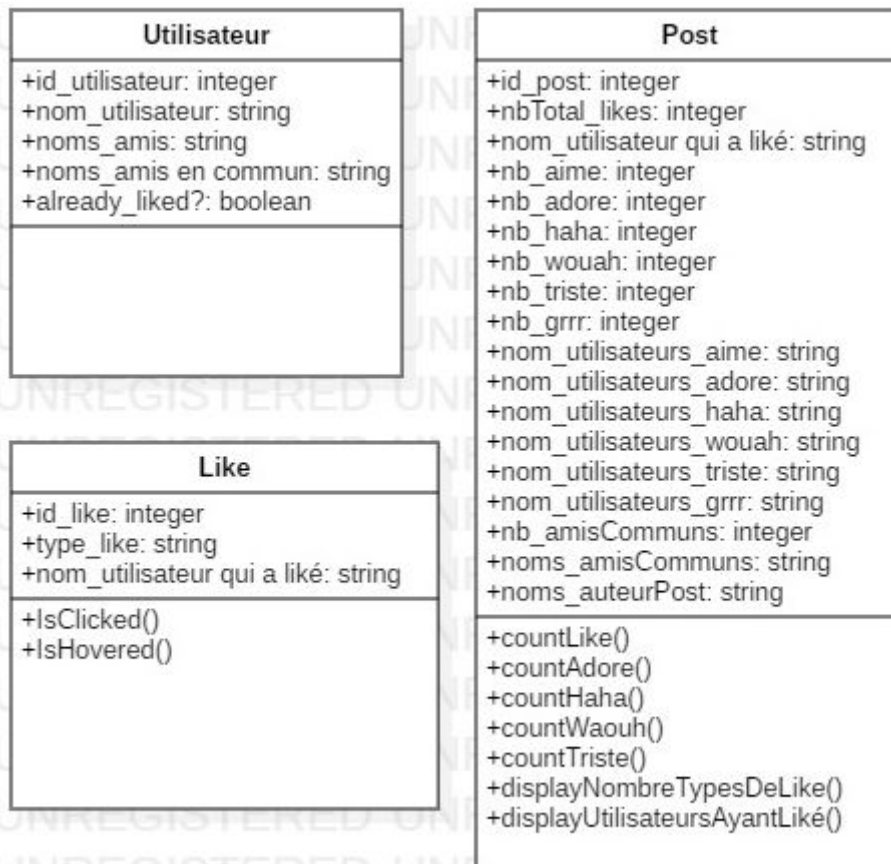 Utilisateur
+id_utilisateur: integer
+nom_utilisateur: string
+noms_amis: string
+noms_amis en commun: string
+already_liked?: boolean
Like
+id_like: integer
+type_like: string
+nom_utilisateur qui a liké: string
+IsClicked()
+IsHovered()
Post
+id_post: integer
+nbTotal_likes: integer
+nom_utilisateur qui a liké: string
+nb_aime: integer
+nb_adore: integer
+nb_haha: integer
+nb_wouah: integer
+nb_triste: integer
+nb_grrr: integer
+nom_utilisateurs_aime: string
+nom_utilisateurs_adore: string
+nom_utilisateurs_haha: string
+nom_utilisateurs_wouah: string
+nom_utilisateurs_triste: string
+nom_utilisateurs_grrr: string
+nb_amisCommuns: integer
+noms_amisCommuns: string
+noms_auteurPost: string
+countLike()
+countAdore()
+countHaha()
+countWaouh()
+countTriste()
+displayNombreTypesDeLike()
+displayUtilisateursAyantLiké()
UNREGISTERED
UNREGISTERED